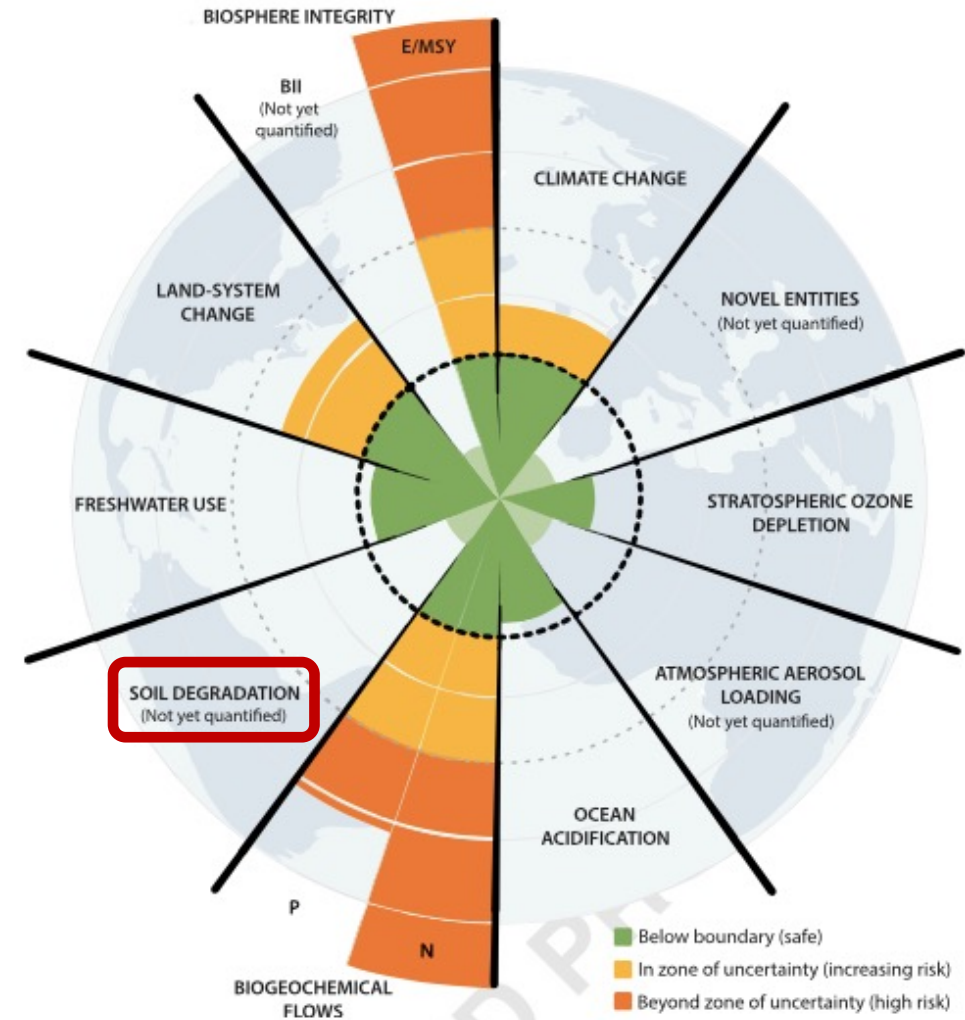 BIOSPHERE INTEGRITY
E/MSY
BII
(Not yet
quantified)
CLIMATE CHANGE
LAND-SYSTEM
CHANGE
NOVEL ENTITIES
(Not yet quantified)
FRESHWATER USE
STRATOSPHERIC OZONE
DEPLETION
SOIL DEGRADATION
(Not yet quantified)
ATMOSPHERIC AEROSOL
LOADING
(Not yet quantified)
OCEAN
ACIDIFICATION
P
N
BIOGEOCHEMICAL
FLOWS
Below boundary (safe)
In zone of uncertainty (increasing risk)
Beyond zone of uncertainty (high risk)